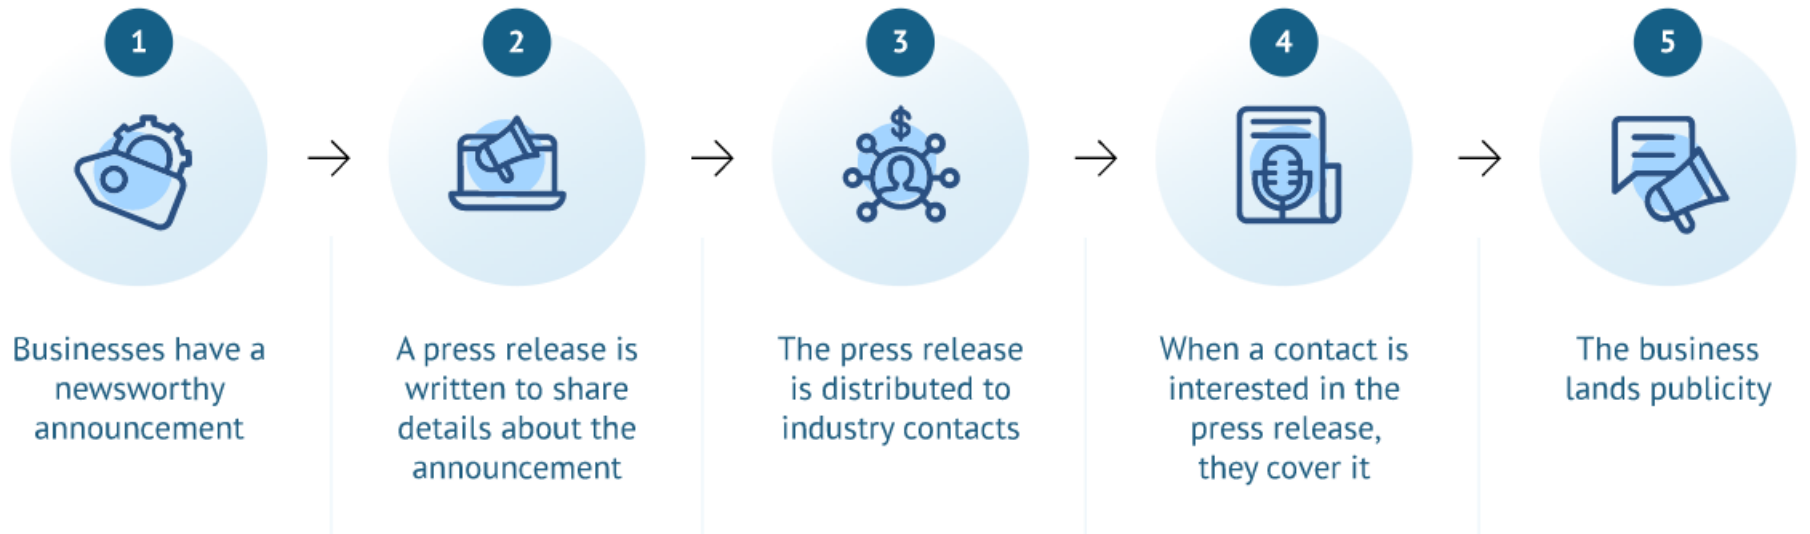 1
Businesses have a
newsworthy
announcement
2
A press release is
written to share
details about the
announcement
3
$
The press release
is distributed to
industry contacts
4
When a contact is
interested in the
press release,
they cover it
5
The business
lands publicity